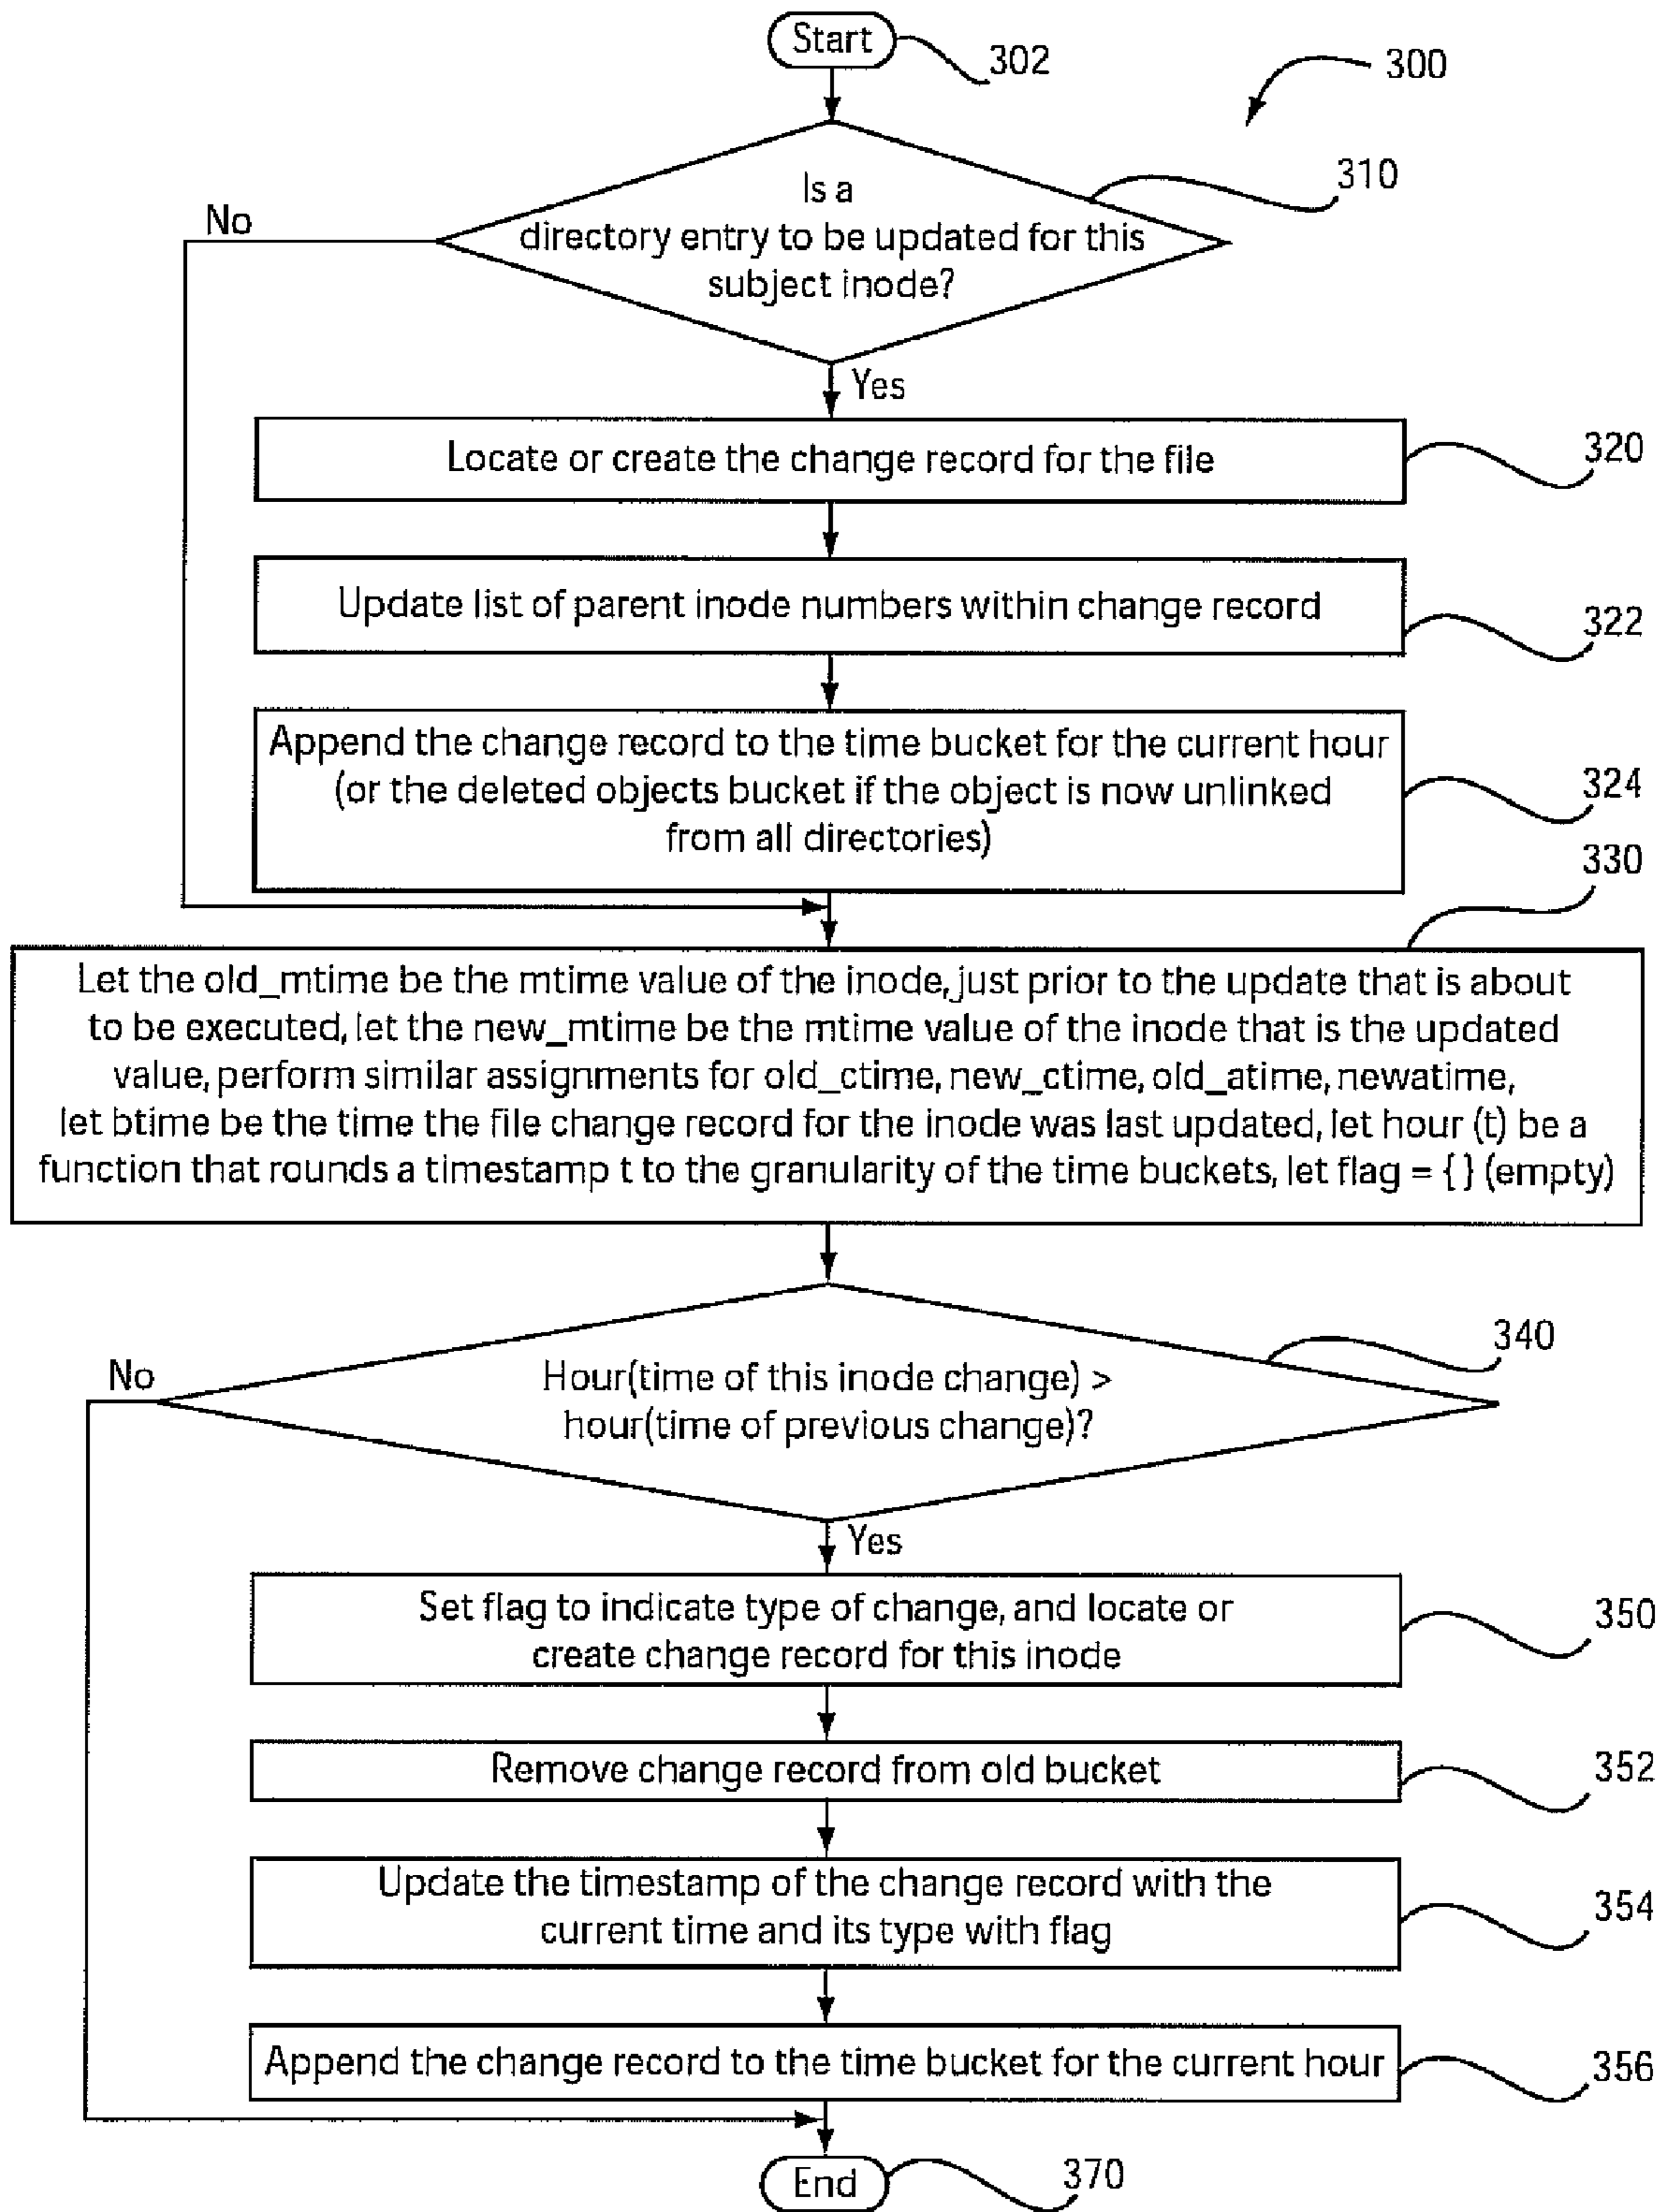 Start
302
300
310
Is a
directory entry to be updated for this
subject inode?
No
Yes
Locate or create the change record for the file
320
Update list of parent inode numbers within change record
322
Append the change record to the time bucket for the current hour
(or the deleted objects bucket if the object is now unlinked
from all directories)
324
330
Let the old_mtime be the mtime value of the inode, just prior to the update that is about
to be executed, let the new_mtime be the mtime value of the inode that is the updated
value, perform similar assignments for old_ctime, new_ctime, old_atime, newatime,
let btime be the time the file change record for the inode was last updated, let hour (t) be a
function that rounds a timestamp t to the granularity of the time buckets, let flag = { } (empty)
340
No
Hour(time of this inode change) >
hour(time of previous change)?
Yes
Set flag to indicate type of change, and locate or
create change record for this inode
350
Remove change record from old bucket
352
Update the timestamp of the change record with the
current time and its type with flag
354
Append the change record to the time bucket for the current hour
356
End
370